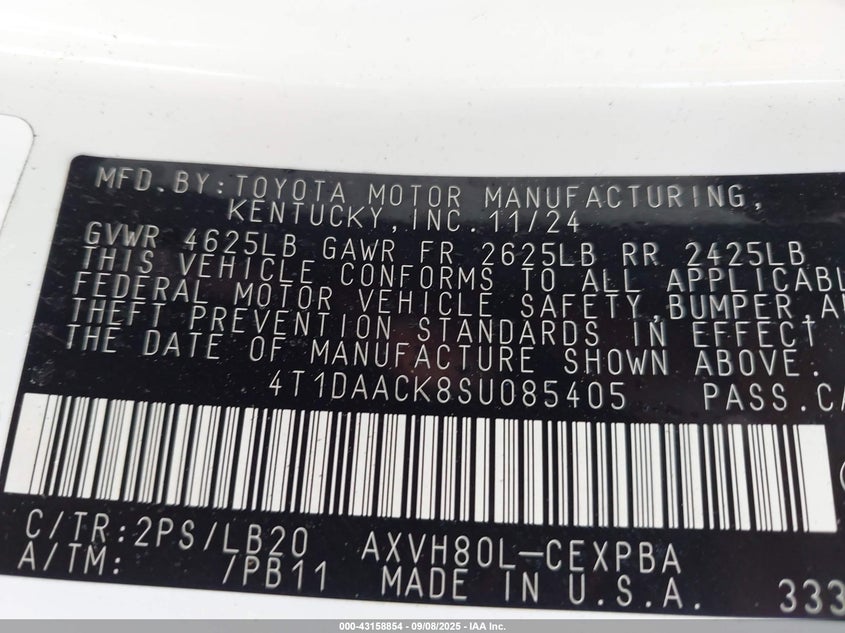 MFD.BY:TOYOTA MOTOR MANUFACTURING,
KENTUCKY,INC.11/24
GVWR 4625LB GAWR FR 2625LB RR 2425LB
THIS VEHICLE CONFORMS TO ALL APPLICABL
FEDERAL MOTOR VEHICLE SAFETY,BUMPER,A
THEFT PREVENTION STANDARDS IN EFFECT
THE DATE OF MANUFACTURE SHOWN ABOVE.
4T1DAACK8SU085405 PASS.CA
C/TR:2PS/LB20 AXVH80L-CEXPBA
A/TM: /PB11 MADE IN U.S.A. 333
000-43158854 - 09/08/2025 - IAA Inc.